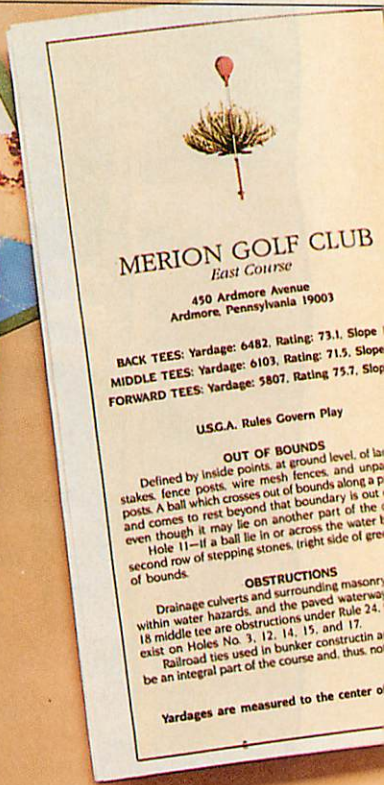 MERION GOLF CLUB
East Course
450 Ardmore Avenue
Ardmore, Pennsylvania 19003
BACK TEES: Yardage: 6482, Rating: 73.1, Slope
MIDDLE TEES: Yardage: 6103, Rating: 71.5, Slope
FORWARD TEES: Yardage: 5807, Rating 75.7, Slop
U.S.G.A. Rules Govern Play
OUT OF BOUNDS
Defined by inside points, at ground level, of
stakes, fence posts, wire mesh fences, and
posts. A ball which crosses out of bounds along a
and comes to rest beyond that boundary is out
even though it may lie on another part of the
Hole 11—If a ball lie in or across the water
second row of stepping stones, (right side of
of bounds.
OBSTRUCTIONS
Drainage culverts and surrounding masonry
within water hazards, and the paved
18 middle tee are obstructions under Rule 24.
exist on Holes No. 3, 12, 14, 15, and 17.
Railroad ties used in bunker constructin
be an integral part of the course and, thus,
Yardages are measured to the center